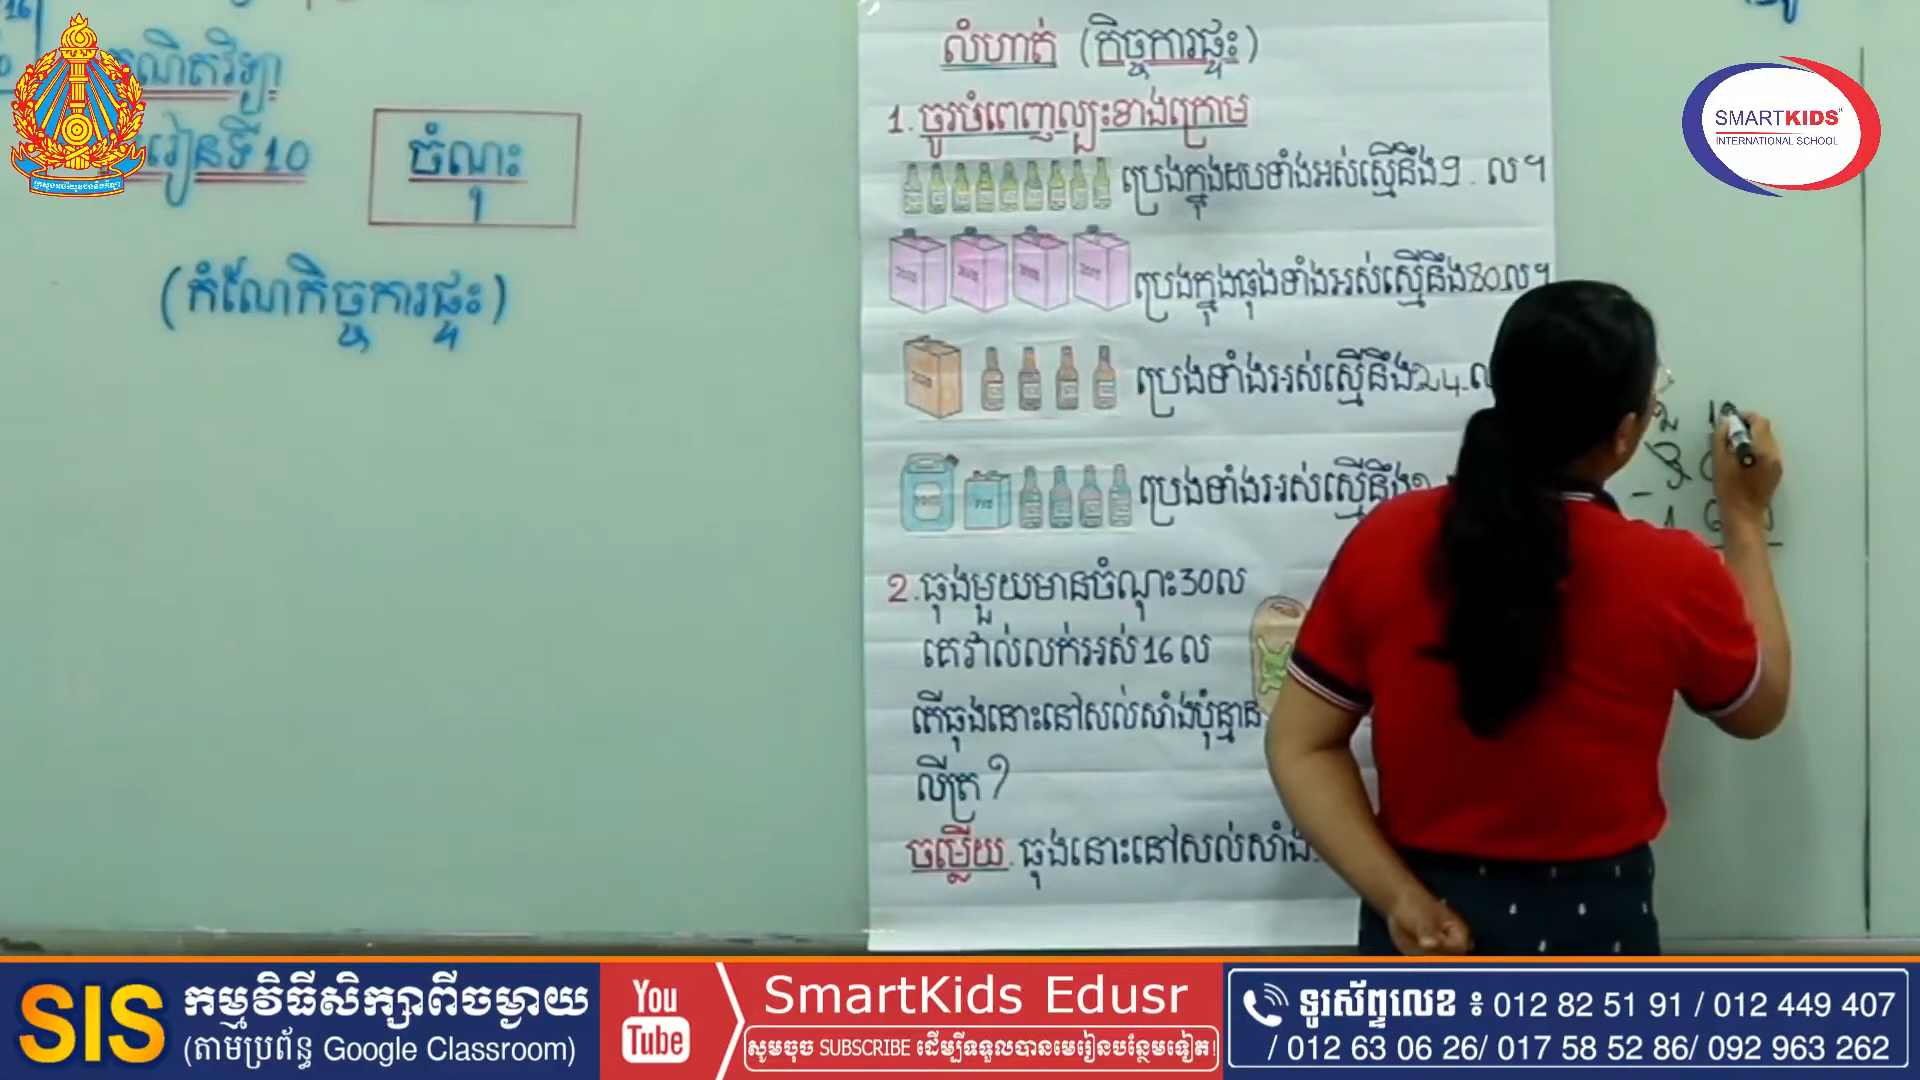 គណិតវិទ្យា
មេរៀនទី 10
ចំណុះ
(កំណែកិច្ចការផ្ទះ)
លំហាត់ (កិច្ចការផ្ទះ)
1. ចូរបំពេញល្បះខាងក្រោម
ប្រេងក្នុងដបទាំងអស់ស្មើនឹង9.ល។
ប្រេងក្នុងធុងទាំងអស់ស្មើនឹង80.ល។
ប្រេងទាំងអស់ស្មើនឹង24.ល
ប្រេងទាំងអស់ស្មើនឹង
2. ធុងមួយមានចំណុះ30ល
គេវាល់លក់អស់16ល
តើធុងនោះនៅសល់សាំងប៉ុន្មាន
លីត្រ?
ចម្លើយ. ធុងនោះនៅសល់សាំង
SMARTKIDS
INTERNATIONAL SCHOOL
SIS
កម្មវិធីសិក្សាពីចម្ងាយ
(តាមប្រព័ន្ធ Google Classroom)
You
Tube
SmartKids Edusr
សូមចុច SUBSCRIBE ដើម្បីទទួលបានមេរៀនបន្ថែមទៀត!
ទូរស័ព្ទលេខ ៖ 012 82 51 91 / 012 449 407
/ 012 63 06 26/ 017 58 52 86/ 092 963 262